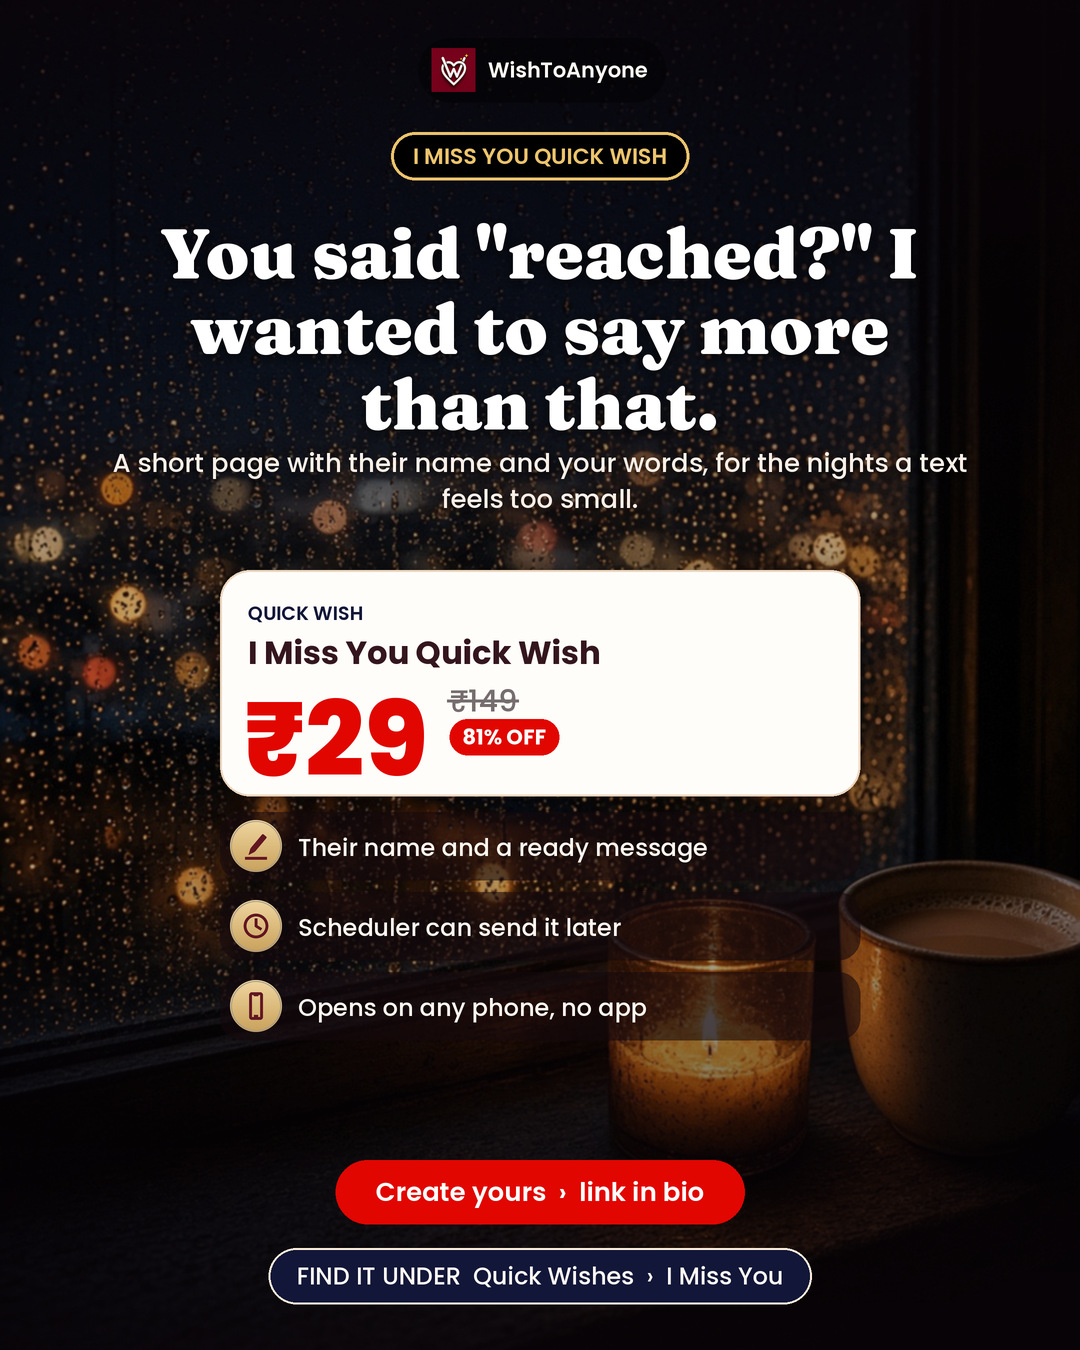 WishToAnyone
I MISS YOU QUICK WISH
You said "reached?" I
wanted to say more
than that.
A short page with their name and your words, for the nights a text
feels too small.
QUICK WISH
I Miss You Quick Wish
₹29
₹149
81% OFF
Their name and a ready message
Scheduler can send it later
Opens on any phone, no app
Create yours › link in bio
FIND IT UNDER Quick Wishes › I Miss You